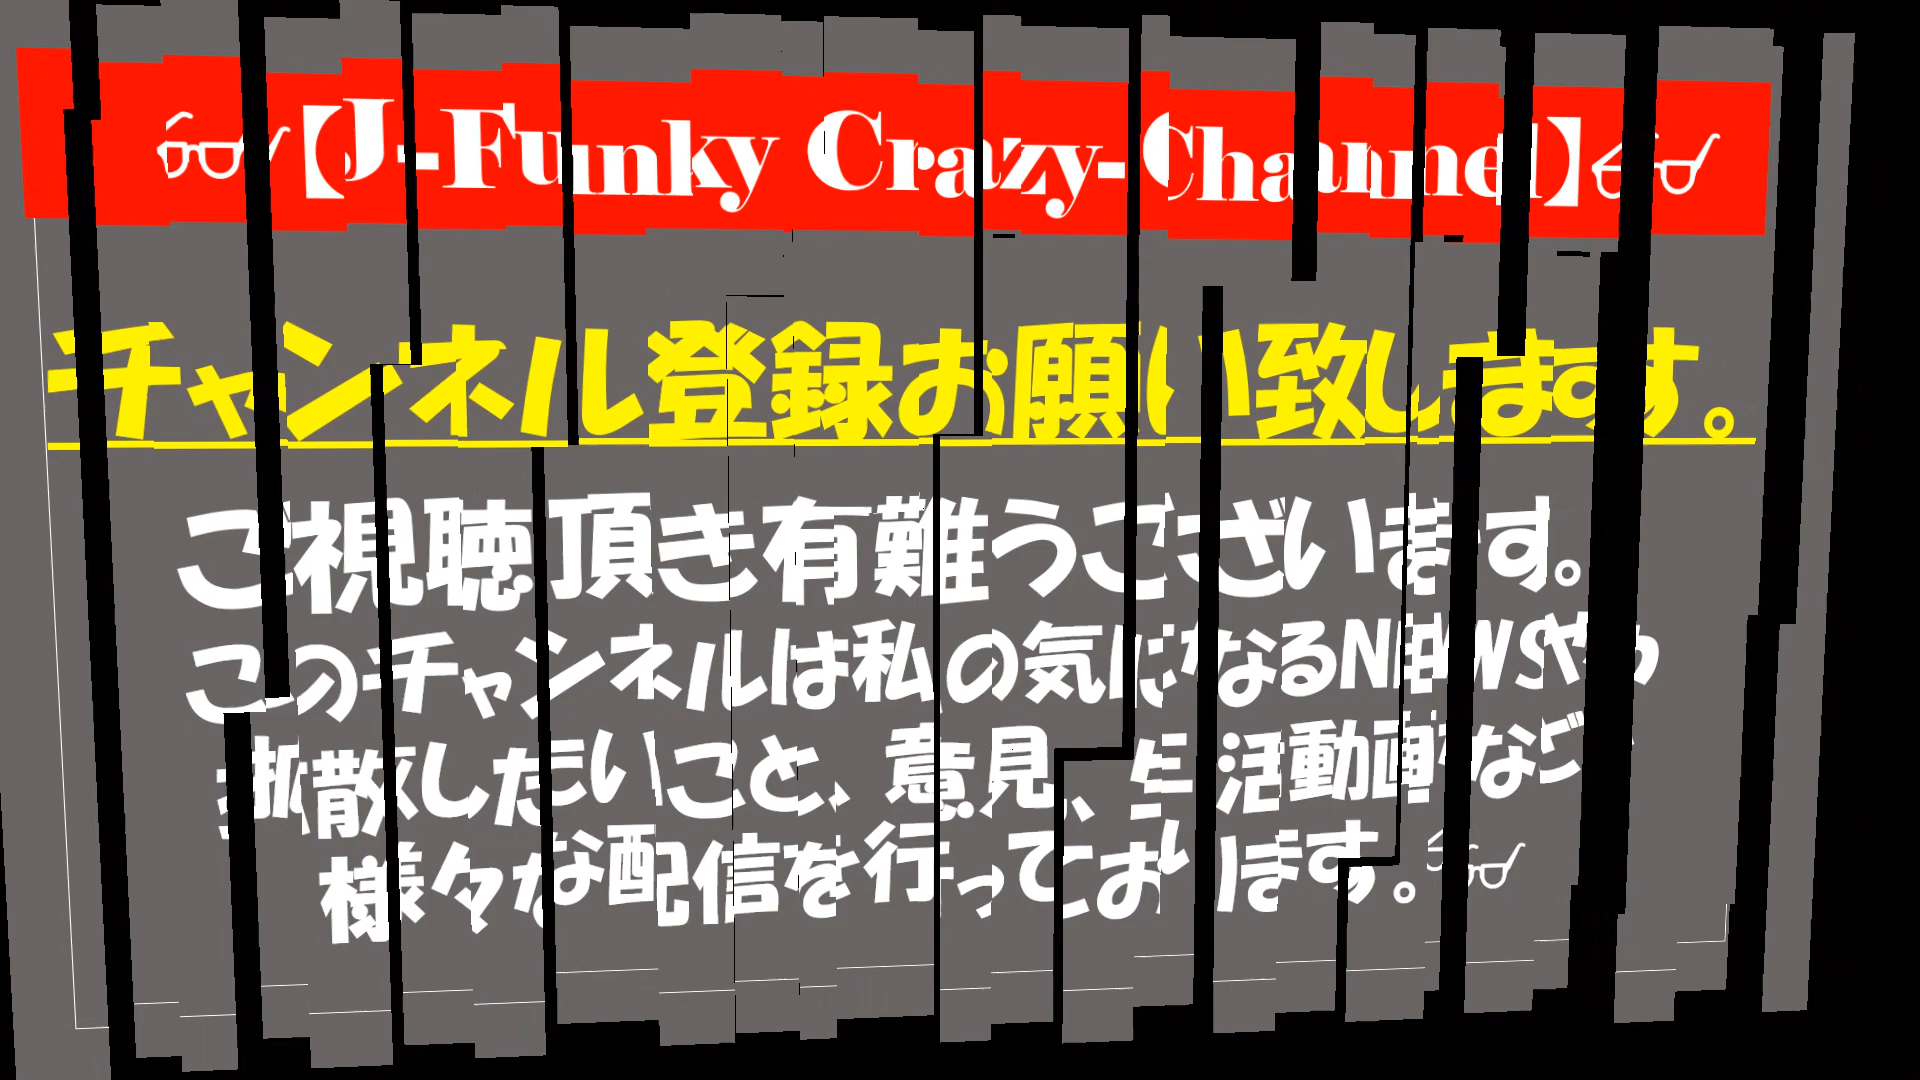 👓【J-Funky Crazy-Channel】👓
チャンネル登録お願い致します。
ご視聴頂き有難うございます。
このチャンネルは私の気になるNEWSや
拡散したいこと、意見、生活動画など
様々な配信を行っております。👓